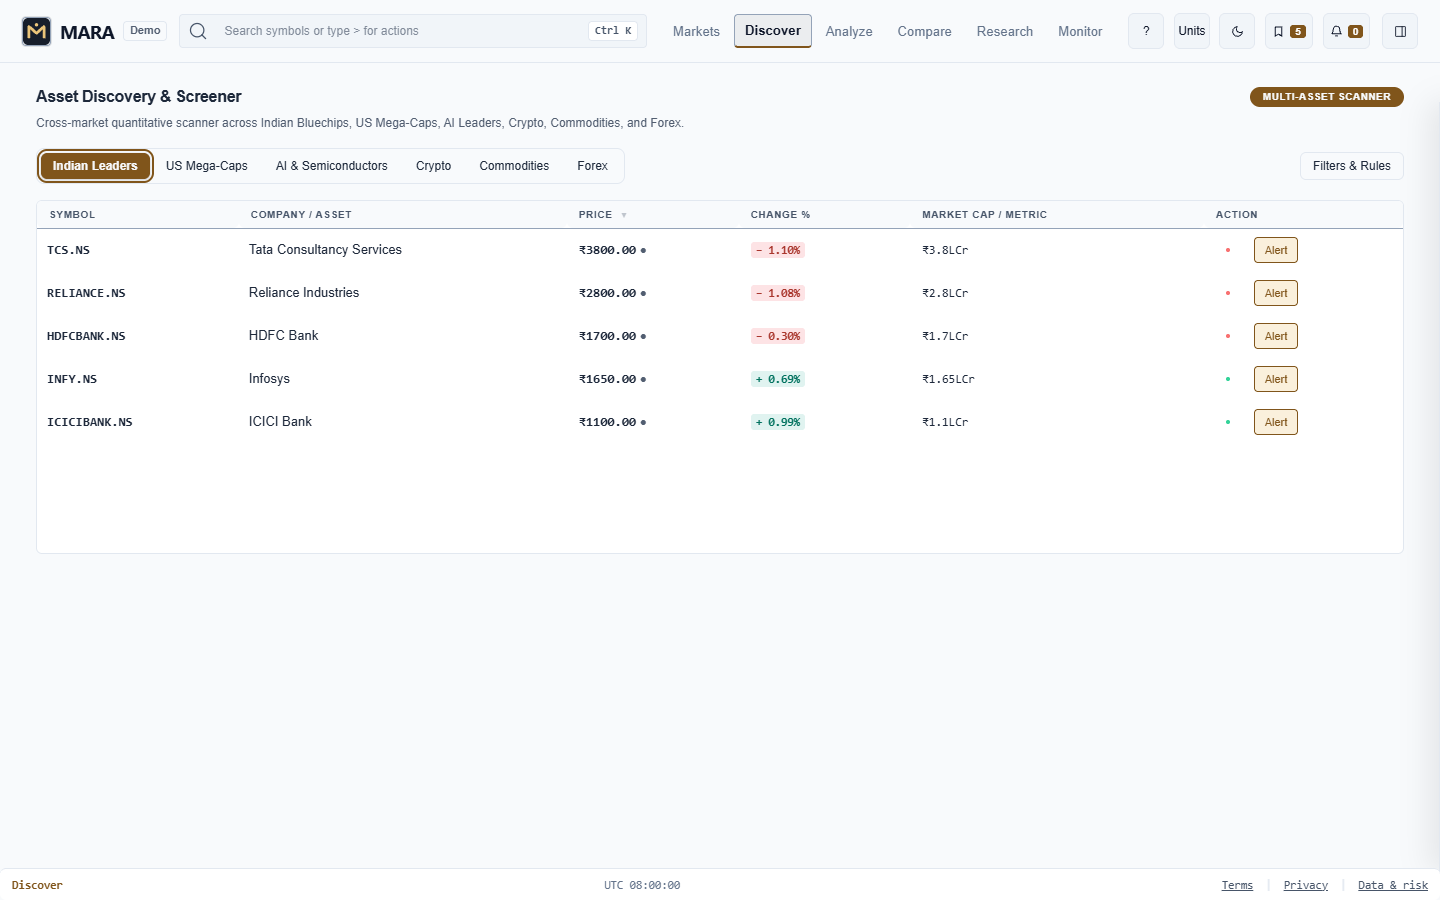 MARA Demo Search symbols or type > for actions Ctrl K Markets Discover Analyze Compare Research Monitor ? Units 5 0
Asset Discovery & Screener MULTI-ASSET SCANNER
Cross-market quantitative scanner across Indian Bluechips, US Mega-Caps, AI Leaders, Crypto, Commodities, and Forex.
Indian Leaders US Mega-Caps AI & Semiconductors Crypto Commodities Forex Filters & Rules
SYMBOL COMPANY / ASSET PRICE ▼ CHANGE % MARKET CAP / METRIC ACTION
TCS.NS Tata Consultancy Services ₹3800.00 − 1.10% ₹3.8LCr Alert
RELIANCE.NS Reliance Industries ₹2800.00 − 1.08% ₹2.8LCr Alert
HDFCBANK.NS HDFC Bank ₹1700.00 − 0.30% ₹1.7LCr Alert
INFY.NS Infosys ₹1650.00 + 0.69% ₹1.65LCr Alert
ICICIBANK.NS ICICI Bank ₹1100.00 + 0.99% ₹1.1LCr Alert
Discover UTC 08:00:00 Terms | Privacy | Data & risk